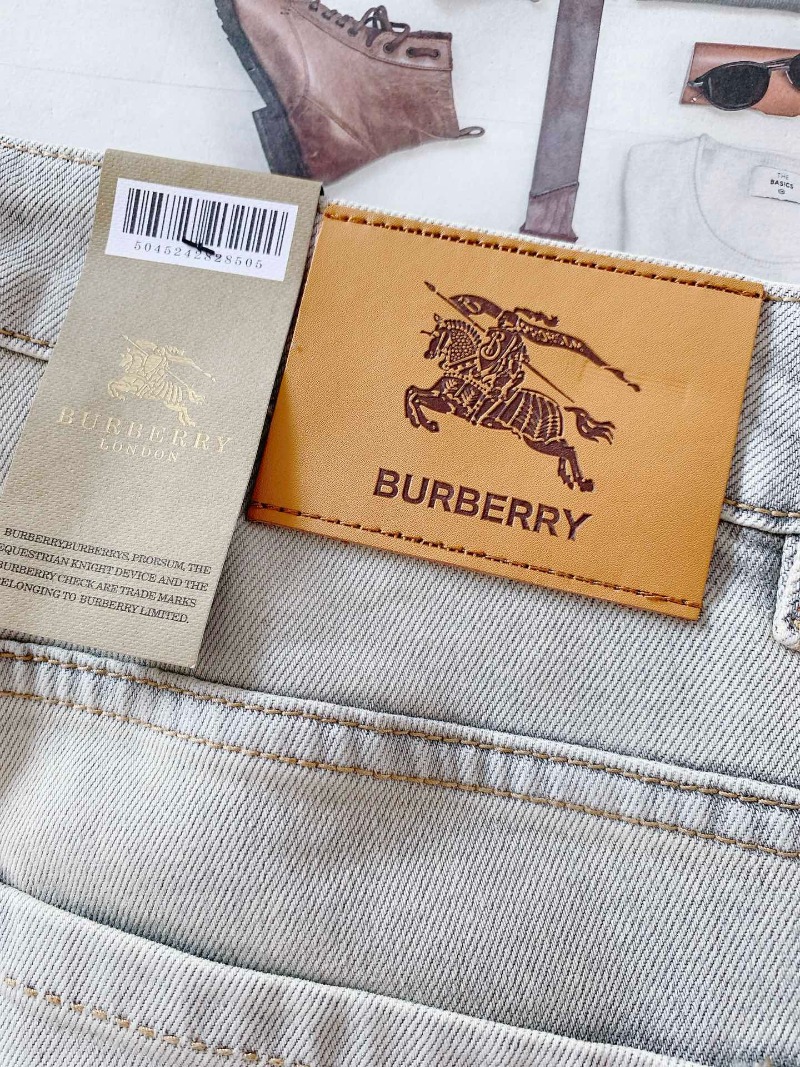 5045242828505
BURBERRY
LONDON
BURBERRY,BURBERRYS, PRORSUM, THE
EQUESTRIAN KNIGHT DEVICE AND THE
BURBERRY CHECK ARE TRADE MARKS
BELONGING TO BURBERRY LIMITED.
BURBERRY
THE
BASICS